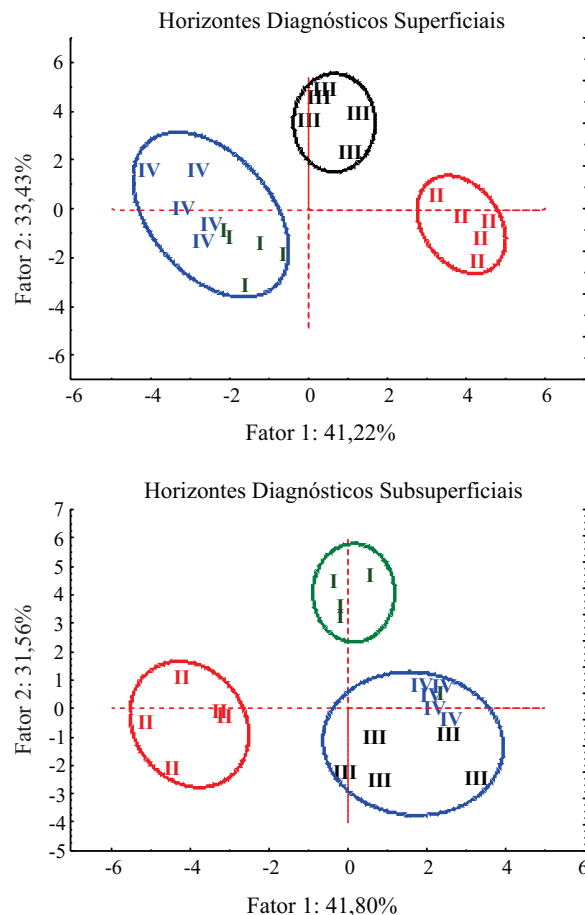 Horizontes Diagnósticos Superficiais
Fator 2: 33,43%
6
4
2
0
-2
-4
-6
III
III
III
III
III
IV
IV
IV
IV
IV
I
I
I
I
I
II
II
II
II
II
-6
-4
-2
0
2
4
6
Fator 1: 41,22%
Horizontes Diagnósticos Subsuperficiais
Fator 2: 31,56%
7
6
5
4
3
2
1
0
-1
-2
-3
-4
-5
I
I
I
I
II
II
II
II
II
IV
IV
IV
I
IV
IV
III
III
III
III
III
-6
-4
-2
0
2
4
6
Fator 1: 41,80%